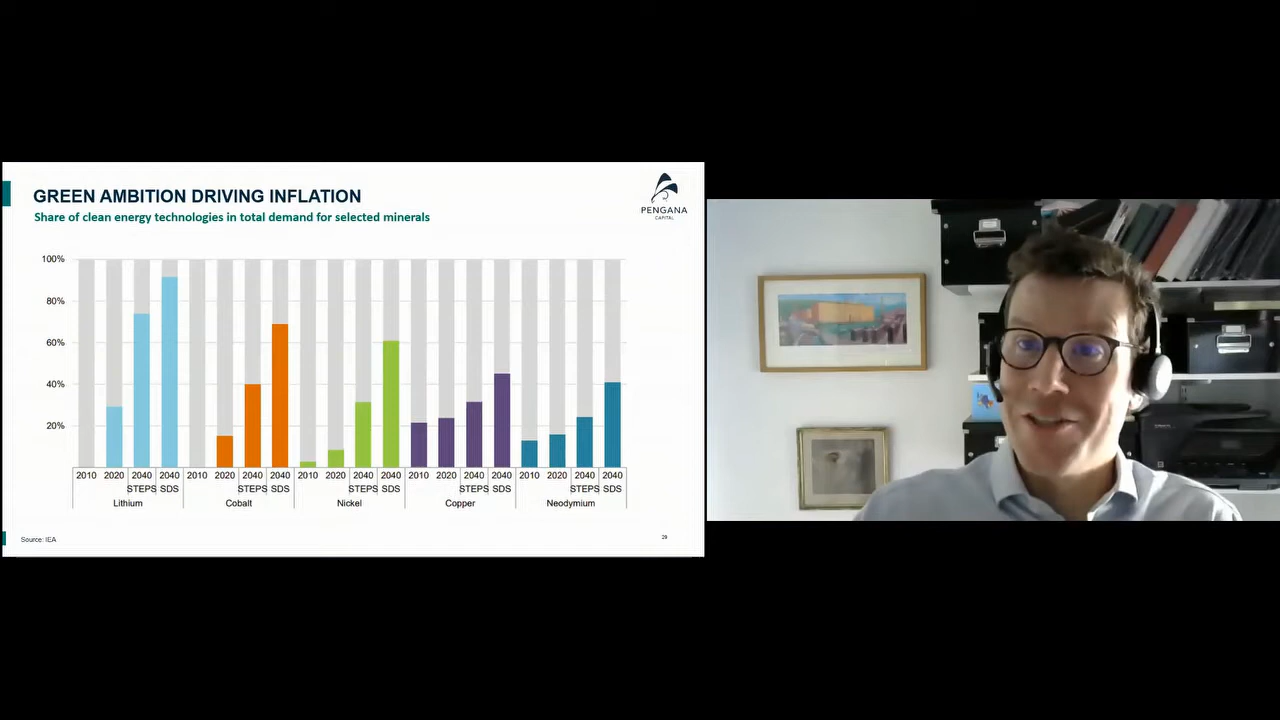 GREEN AMBITION DRIVING INFLATION
Share of clean energy technologies in total demand for selected minerals
PENGANA
CAPITAL
100%
80%
60%
40%
20%
2010 2020 2040 2040 2010 2020 2040 2040 2010 2020 2040 2040 2010 2020 2040 2040 2010 2020 2040 2040
STEPS SDS STEPS SDS STEPS SDS STEPS SDS STEPS SDS
Lithium Cobalt Nickel Copper Neodymium
Source: IEA
29